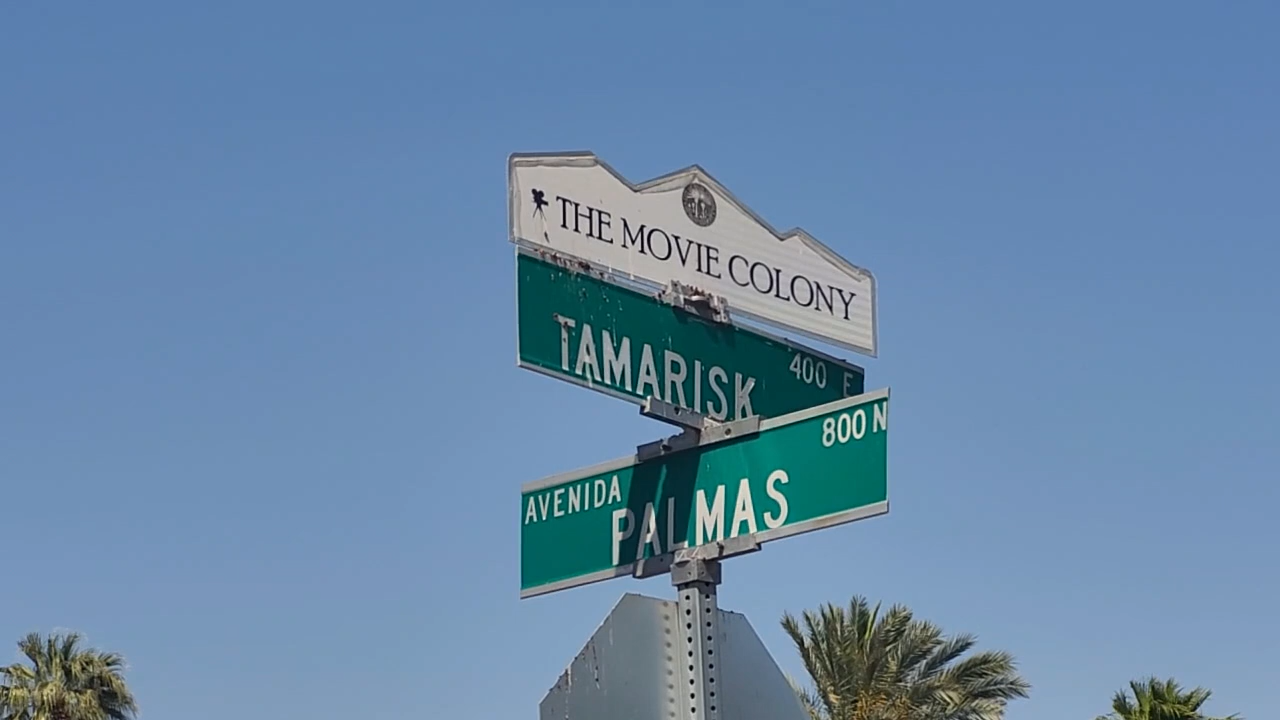 THE MOVIE COLONY
400 E
TAMARISK
800 N
AVENIDA
PALMAS